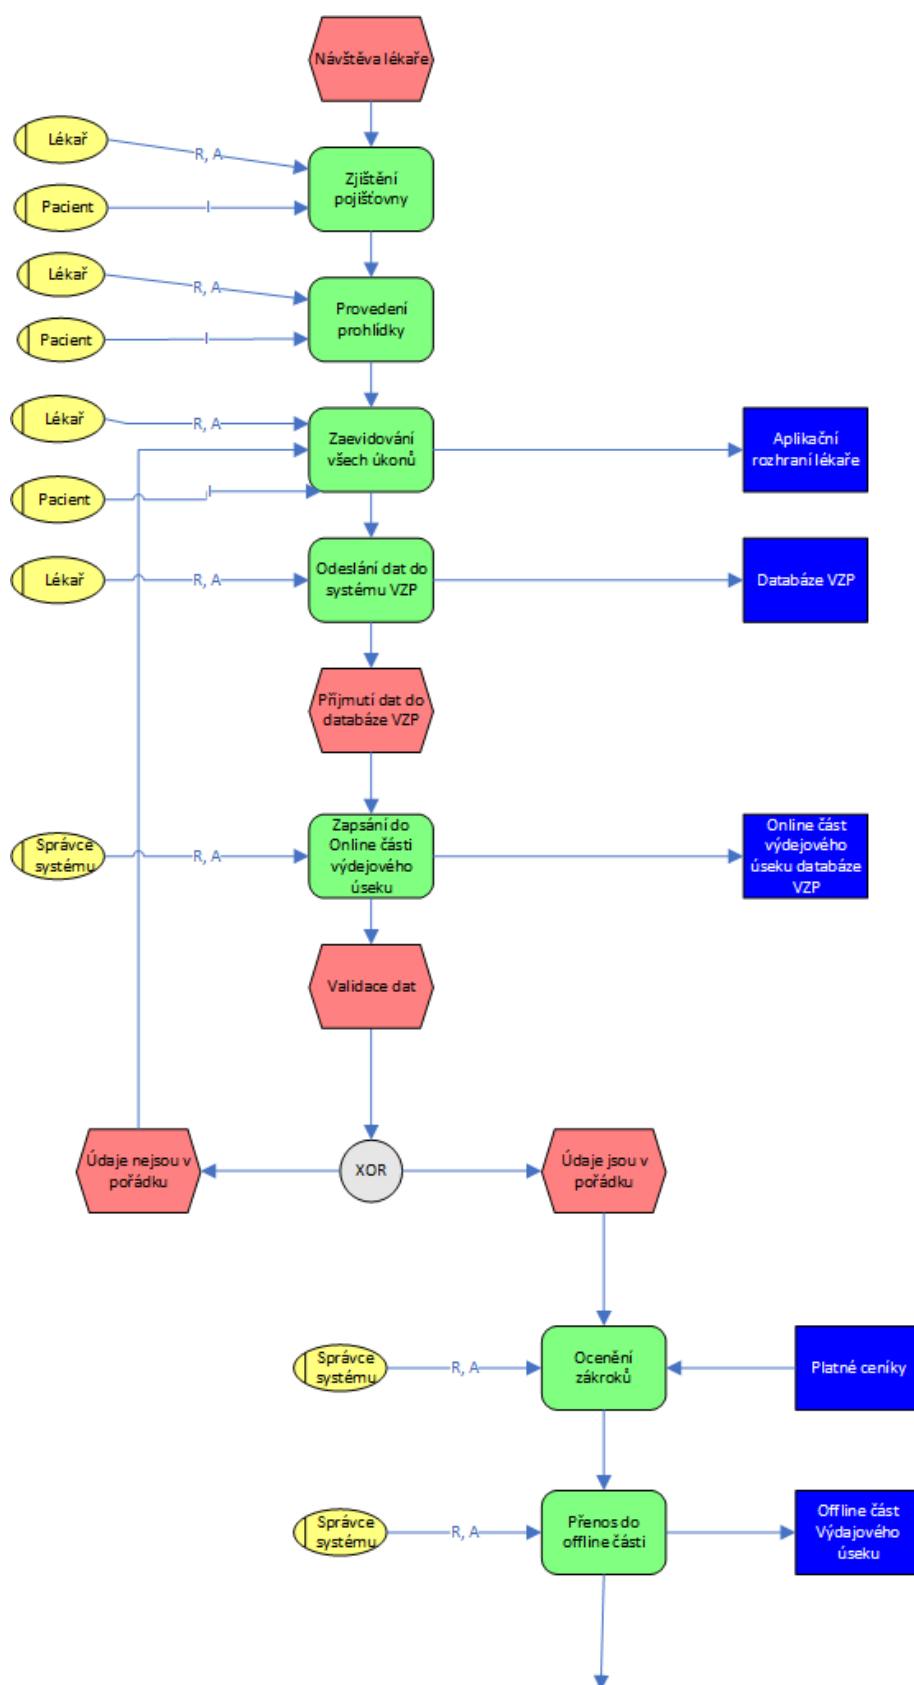 Návštěva lékaře
Lékař
R, A
Zjištění
pojišťovny
Pacient
I
Lékař
R, A
Provedení
prohlídky
Pacient
I
Lékař
R, A
Zaevidování
všech úkonů
Aplikační
rozhraní lékaře
Pacient
I
Lékař
R, A
Odeslání dat do
systému VZP
Databáze VZP
Příjmutí dat do
databáze VZP
Správce
systému
R, A
Zapsání do
Online části
výdejového
úseku
Online část
výdejového
úseku databáze
VZP
Validace dat
Údaje nejsou v
pořádku
XOR
Údaje jsou v
pořádku
Správce
systému
R, A
Ocenění
zákroků
Platné ceníky
Správce
systému
R, A
Přenos do
offline části
Offline část
Výdajového
úseku